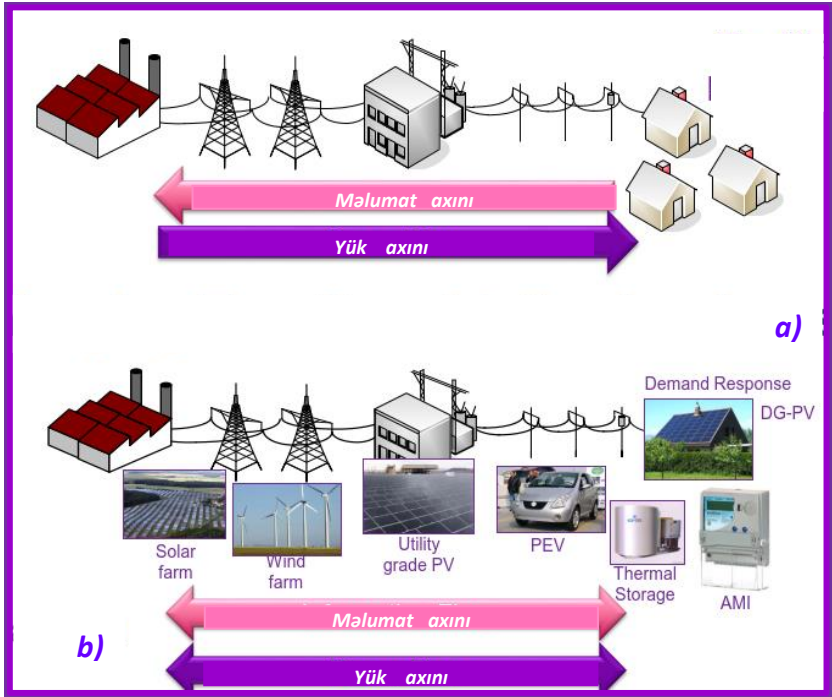 Məlumat axını
Yük axını
a)
Demand Response
DG-PV
Solar
farm
Wind
farm
Utility
grade PV
PEV
Thermal
Storage
AMI
Məlumat axını
b)
Yük axını